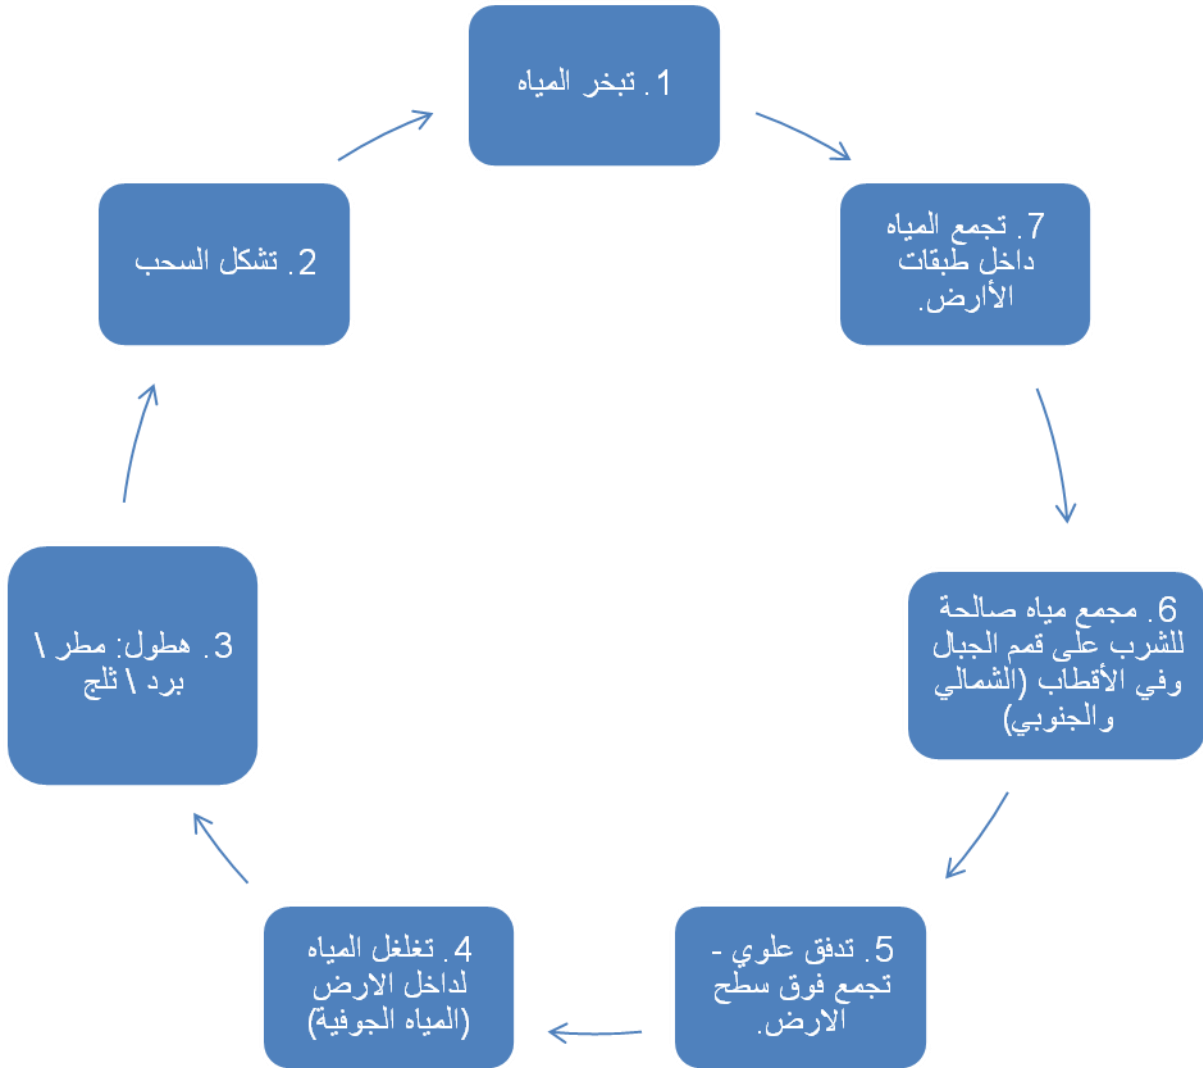 1. تبخر المياه
2. تشكل السحب
3. هطول: مطر \
برد \ ثلج
4. تغلغل المياه
لداخل الارض
(المياه الجوفية)
5. تدفق علوي -
تجمع فوق سطح
الارض.
6. مجمع مياه صالحة
للشرب على قمم الجبال
وفي الأقطاب (الشمالي
والجنوبي)
7. تجمع المياه
داخل طبقات
الأارض.